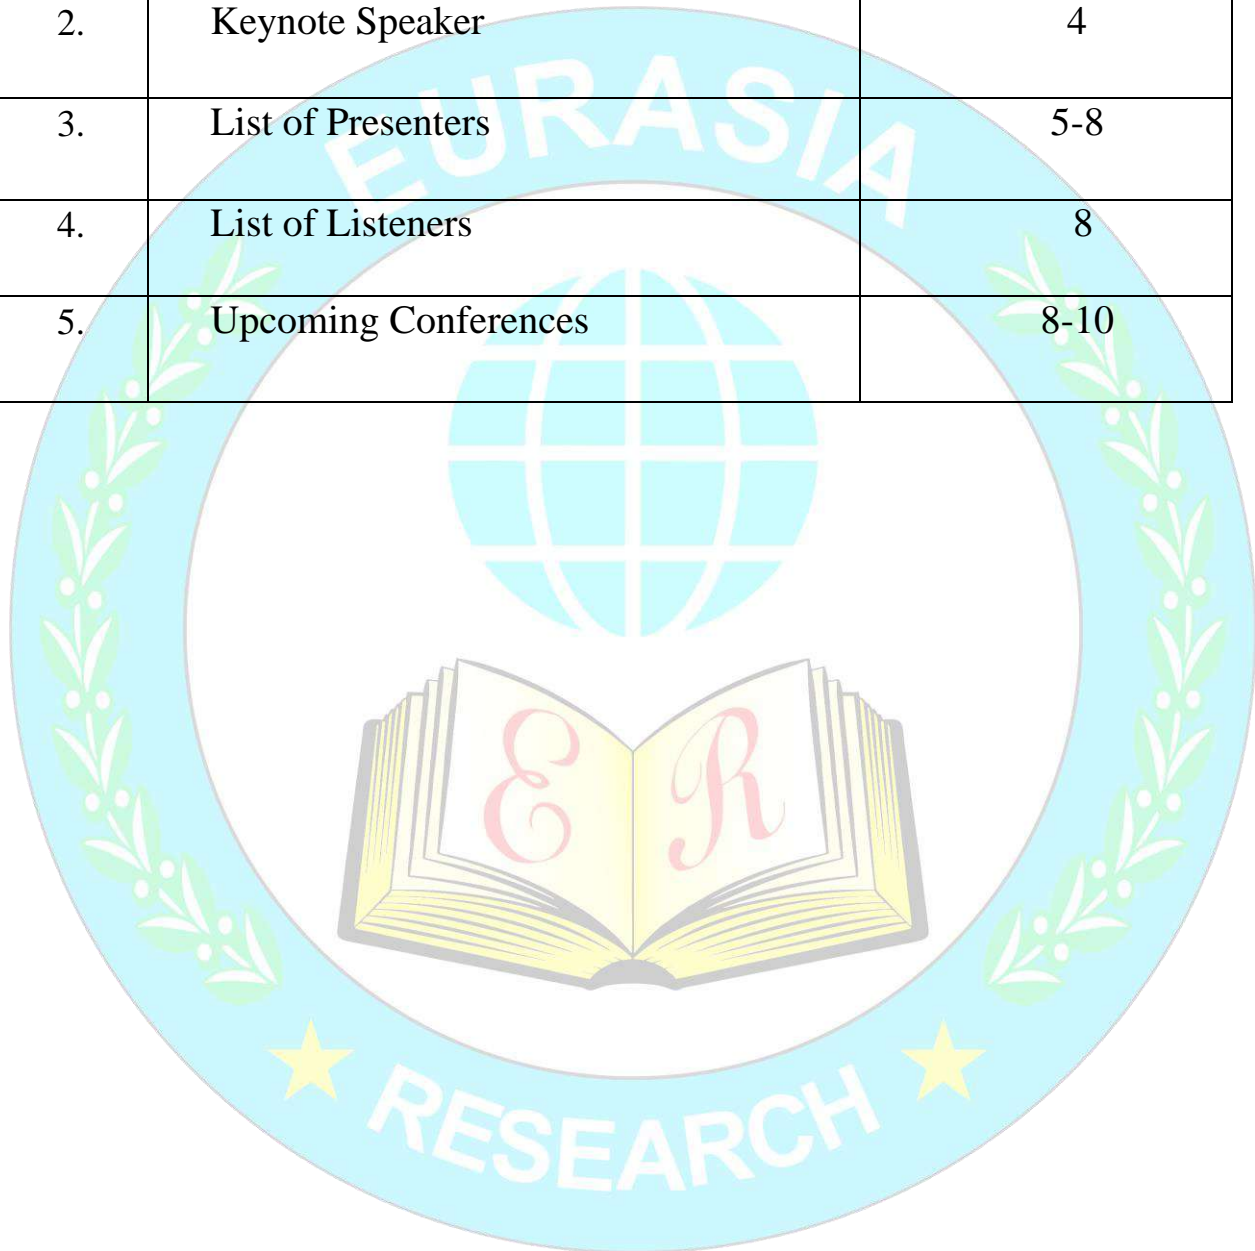 2. Keynote Speaker 4
3. List of Presenters 5-8
4. List of Listeners 8
5. Upcoming Conferences 8-10
EURASIA
E R
RESEARCH